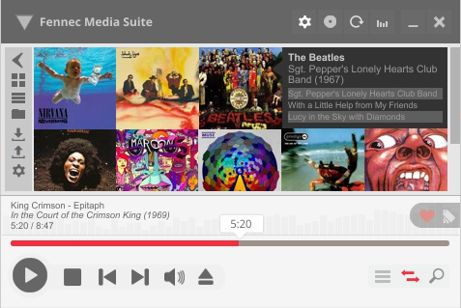 Fennec Media Suite
The Beatles
Sgt. Pepper's Lonely Hearts Club
Band (1967)
Sgt. Pepper's Lonely Hearts Club Band
With a Little Help from My Friends
Lucy in the Sky with Diamonds
NIRVANA
BEATLES
MAROON
King Crimson - Epitaph
In the Court of the Crimson King (1969)
5:20 / 8:47
5:20